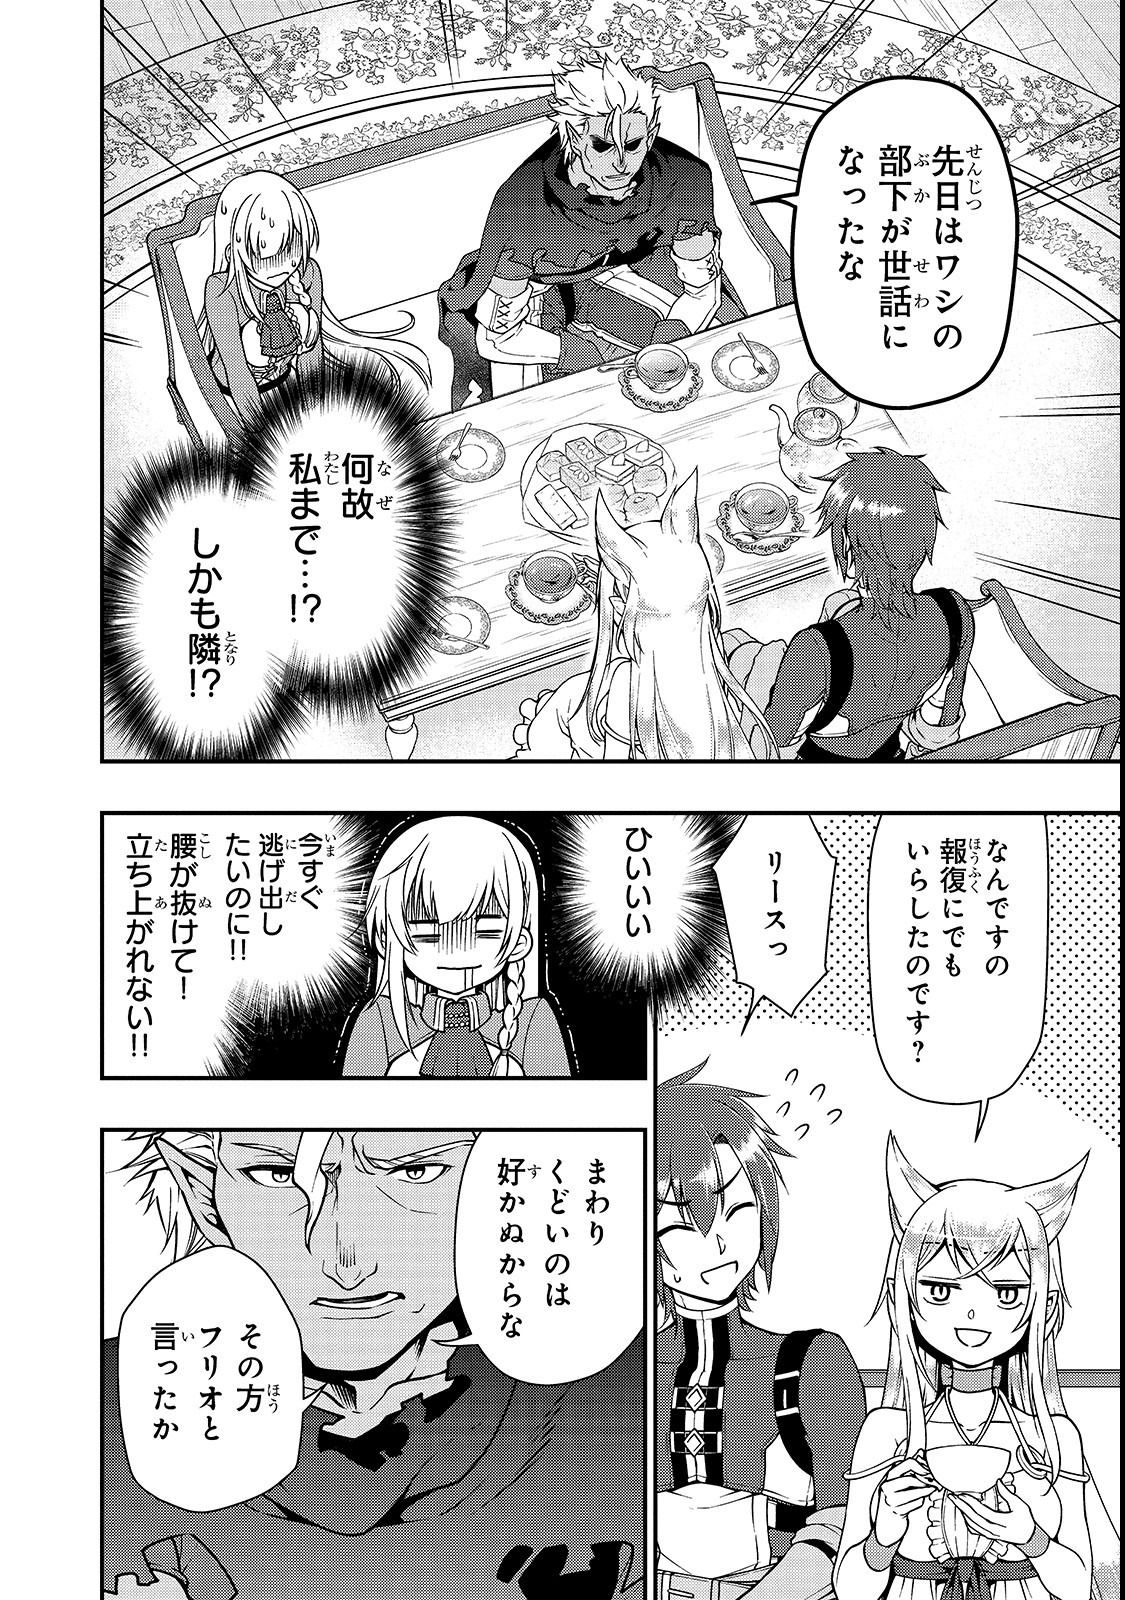 先日はワシの
部下が世話に
なったな
何故
私まで…!?
しかも隣!?
なんですの
報復にでも
いらしたのです?
リースっ
ひいいい
今すぐ
逃げ出し
たいのに!!
腰が抜けて!
立ち上がれない!!
まわり
くどいのは
好かぬからな
その方
フリオと
言ったか